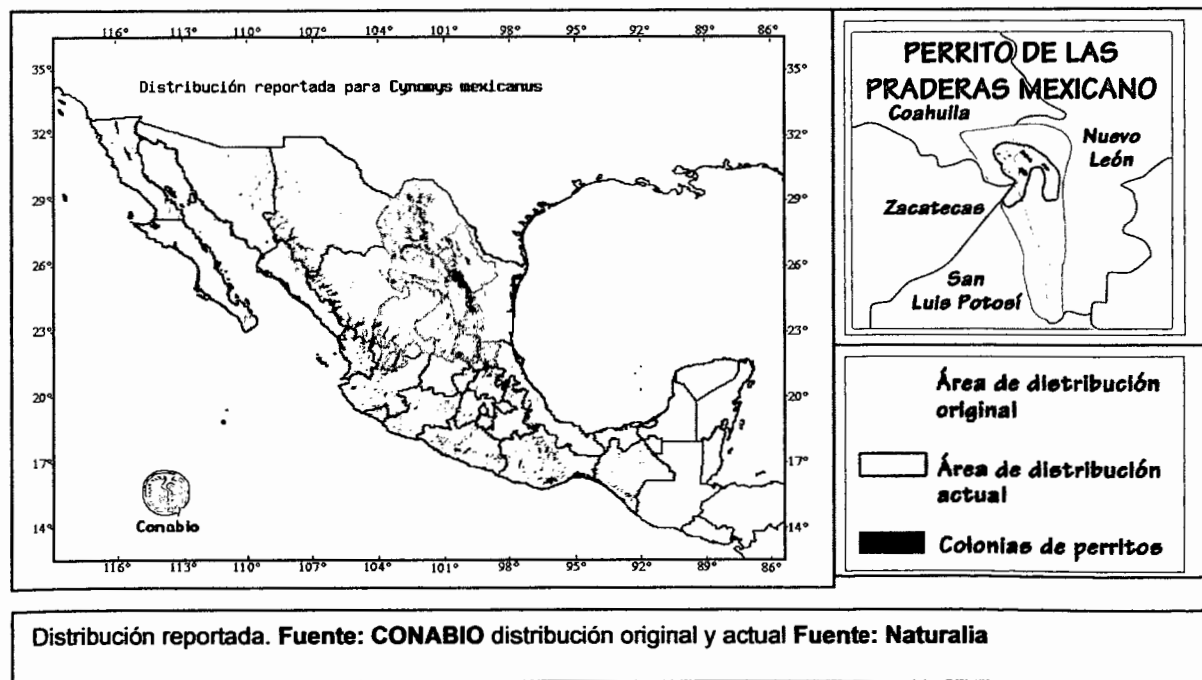 116° 113° 110° 107° 104° 101° 98° 95° 92° 89° 86°
35° 35°
Distribución reportada para Cynomys mexicanus
32° 32°
29° 29°
26° 26°
23° 23°
20° 20°
17° 17°
14° 14°
Conabio
116° 113° 110° 107° 104° 101° 98° 95° 92° 89° 86°
PERRITO DE LAS
PRADERAS MEXICANO
Coahuila
Nuevo
León
Zacatecas
San
Luis Potosí
Área de distribución
original
Área de distribución
actual
Colonias de perritos
Distribución reportada. Fuente: CONABIO distribución original y actual Fuente: Naturalia